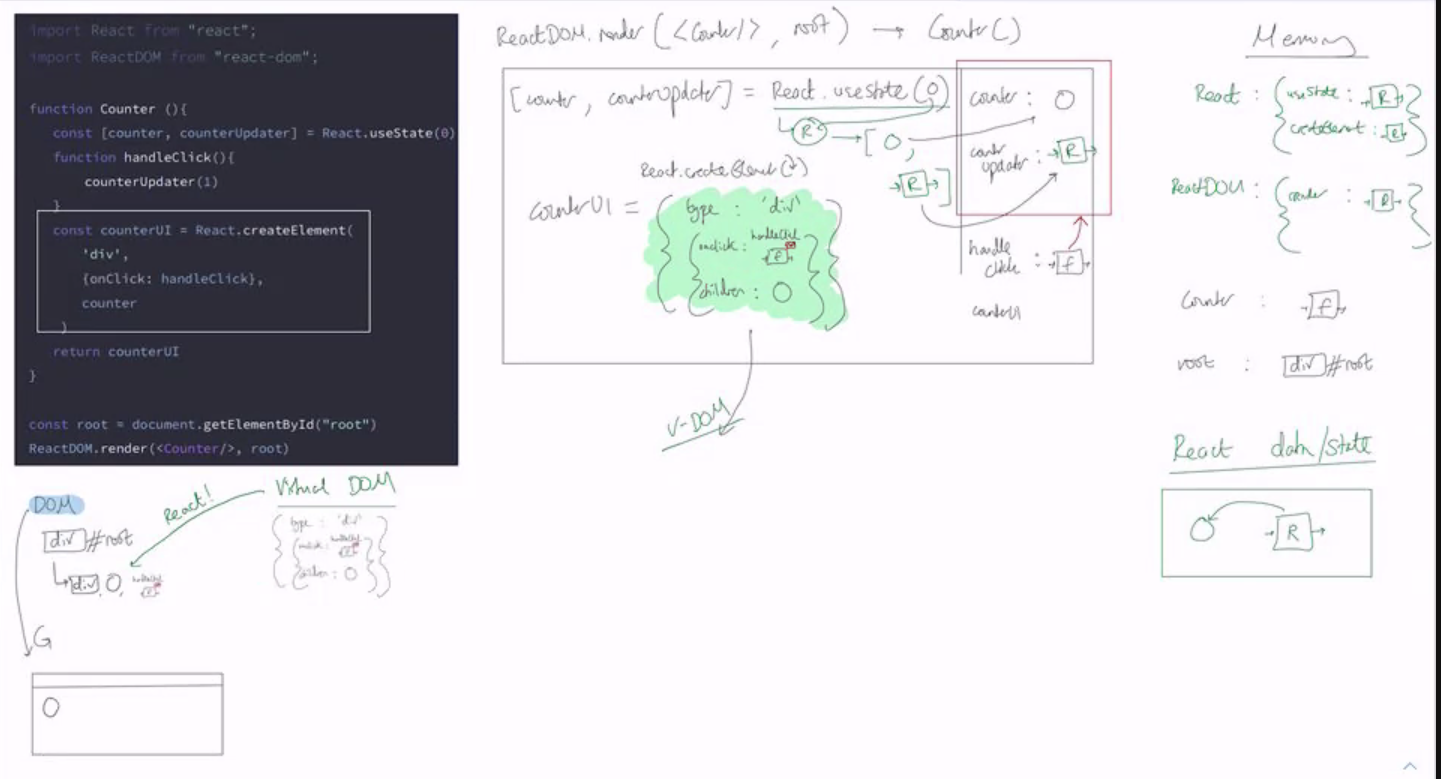 import React from "react";
import ReactDOM from "react-dom";
function Counter (){
const [counter, counterUpdater] = React.useState(0)
function handleClick(){
counterUpdater(1)
}
const counterUI = React.createElement(
'div',
{onClick: handleClick},
counter
)
return counterUI
}
const root = document.getElementById("root")
ReactDOM.render(<Counter/>, root)
ReactDOM.render(<Counter/>, root) → Counter()
[counter, counterUpdater] = React.useState(0)
R → [0,
R]
counter : 0
updater : R
React.createElement( )
counterUI = { type : 'div'
onclick : handleClick
f
children : 0 }
handle
click : f
counterUI
V-DOM
Memory
React : { useState : R
createElement : R }
ReactDOM : { render : R }
Counter : f
root : div #root
React data/state
0 R
DOM
React!
Virtual DOM
div #root
div, 0, handleClick
f
{ type : 'div'
onclick : handleClick
f
children : 0 }
G
0